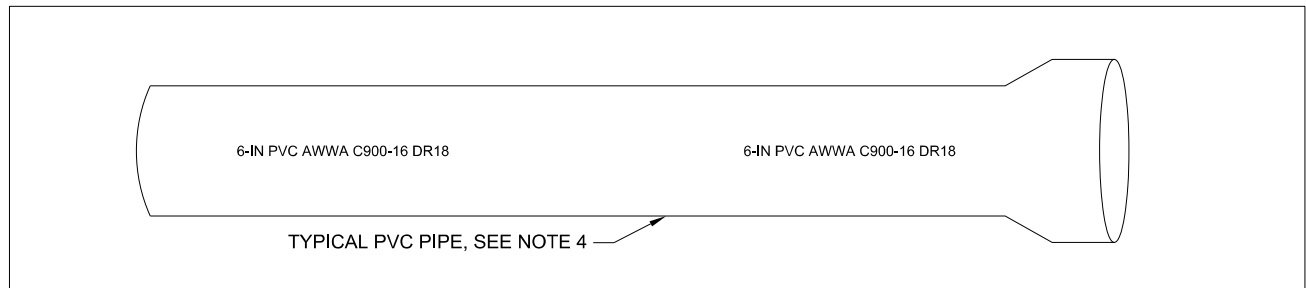 6-IN PVC AWWA C900-16 DR18 6-IN PVC AWWA C900-16 DR18
TYPICAL PVC PIPE, SEE NOTE 4